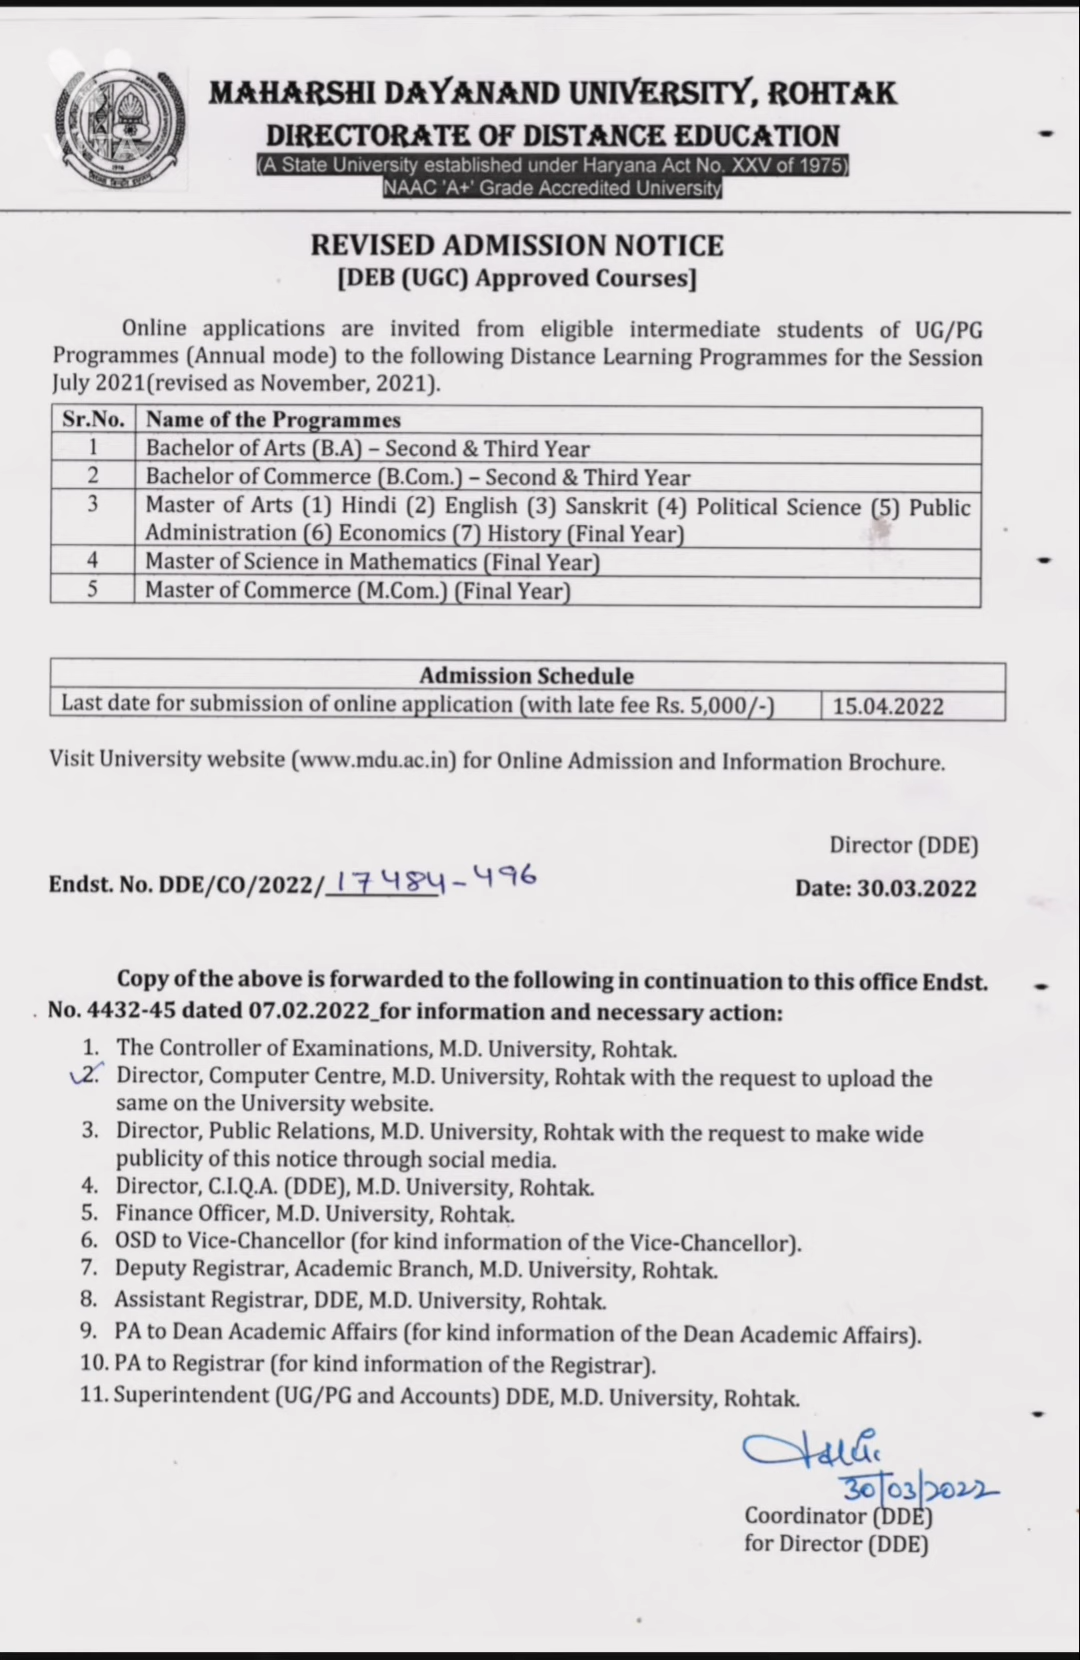 MAHARSHI DAYANAND UNIVERSITY, ROHTAK
DIRECTORATE OF DISTANCE EDUCATION
(A State University established under Haryana Act No. XXV of 1975)
NAAC 'A+' Grade Accredited University
REVISED ADMISSION NOTICE
[DEB (UGC) Approved Courses]
Online applications are invited from eligible intermediate students of UG/PG
Programmes (Annual mode) to the following Distance Learning Programmes for the Session
July 2021(revised as November, 2021).
Sr.No. Name of the Programmes
1 Bachelor of Arts (B.A) – Second & Third Year
2 Bachelor of Commerce (B.Com.) – Second & Third Year
3 Master of Arts (1) Hindi (2) English (3) Sanskrit (4) Political Science (5) Public
Administration (6) Economics (7) History (Final Year)
4 Master of Science in Mathematics (Final Year)
5 Master of Commerce (M.Com.) (Final Year)
Admission Schedule
Last date for submission of online application (with late fee Rs. 5,000/-) 15.04.2022
Visit University website (www.mdu.ac.in) for Online Admission and Information Brochure.
Director (DDE)
Endst. No. DDE/CO/2022/ 17484-496 Date: 30.03.2022
Copy of the above is forwarded to the following in continuation to this office Endst.
No. 4432-45 dated 07.02.2022_for information and necessary action:
1. The Controller of Examinations, M.D. University, Rohtak.
2. Director, Computer Centre, M.D. University, Rohtak with the request to upload the
same on the University website.
3. Director, Public Relations, M.D. University, Rohtak with the request to make wide
publicity of this notice through social media.
4. Director, C.I.Q.A. (DDE), M.D. University, Rohtak.
5. Finance Officer, M.D. University, Rohtak.
6. OSD to Vice-Chancellor (for kind information of the Vice-Chancellor).
7. Deputy Registrar, Academic Branch, M.D. University, Rohtak.
8. Assistant Registrar, DDE, M.D. University, Rohtak.
9. PA to Dean Academic Affairs (for kind information of the Dean Academic Affairs).
10. PA to Registrar (for kind information of the Registrar).
11. Superintendent (UG/PG and Accounts) DDE, M.D. University, Rohtak.
30/03/2022
Coordinator (DDE)
for Director (DDE)